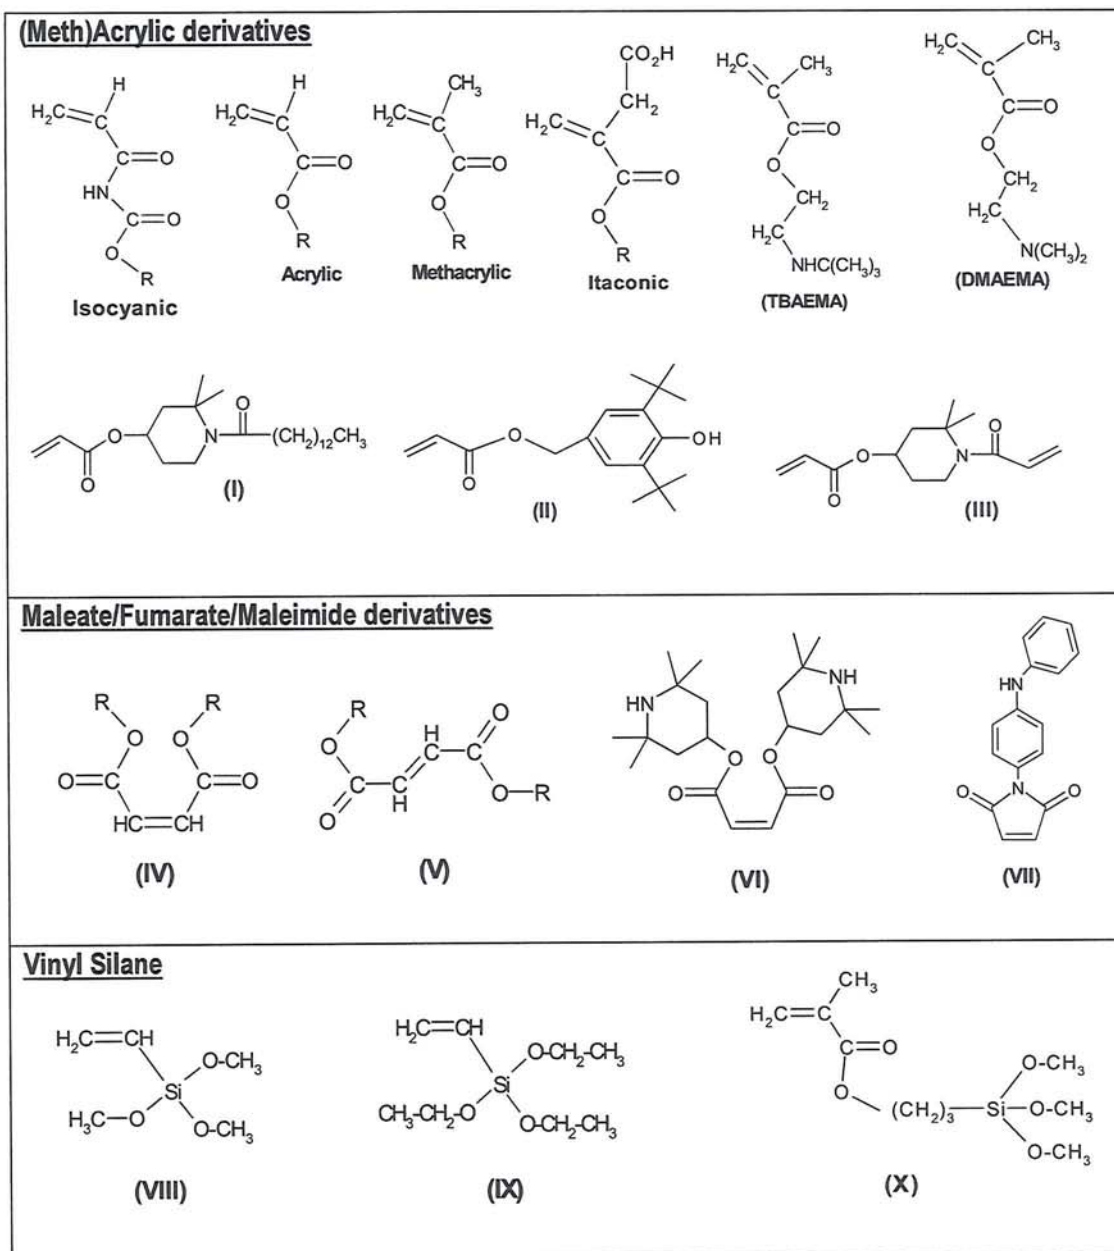 (Meth)Acrylic derivatives
H
H₂C
C
C
O
HN
C
O
O
R
Isocyanic
H
H₂C
C
C
O
O
R
Acrylic
CH₃
H₂C
C
C
O
O
R
Methacrylic
CO₂H
CH₂
H₂C
C
C
O
O
R
Itaconic
H₂C
CH₃
C
C
O
O
CH₂
H₂C
NHC(CH₃)₃
(TBAEMA)
H₂C
CH₃
C
C
O
O
CH₂
H₂C
N(CH₃)₂
(DMAEMA)
O
O
N
O
(CH₂)₁₂CH₃
(I)
O
O
OH
(II)
O
O
N
O
(III)
Maleate/Fumarate/Maleimide derivatives
R
R
O
O
O
C
C
O
HC
CH
(IV)
R
O
O
H
C
C
C
C
H
O
O
R
(V)
HN
NH
O
O
O
O
(VI)
HN
N
O
O
(VII)
Vinyl Silane
H₂C
CH
Si
O-CH₃
H₃C
O
O-CH₃
(VIII)
H₂C
CH
O-CH₂-CH₃
Si
CH₃-CH₂-O
O-CH₂-CH₃
(IX)
CH₃
H₂C
C
C
O
O
(CH₂)₃
Si
O-CH₃
O-CH₃
O-CH₃
(X)